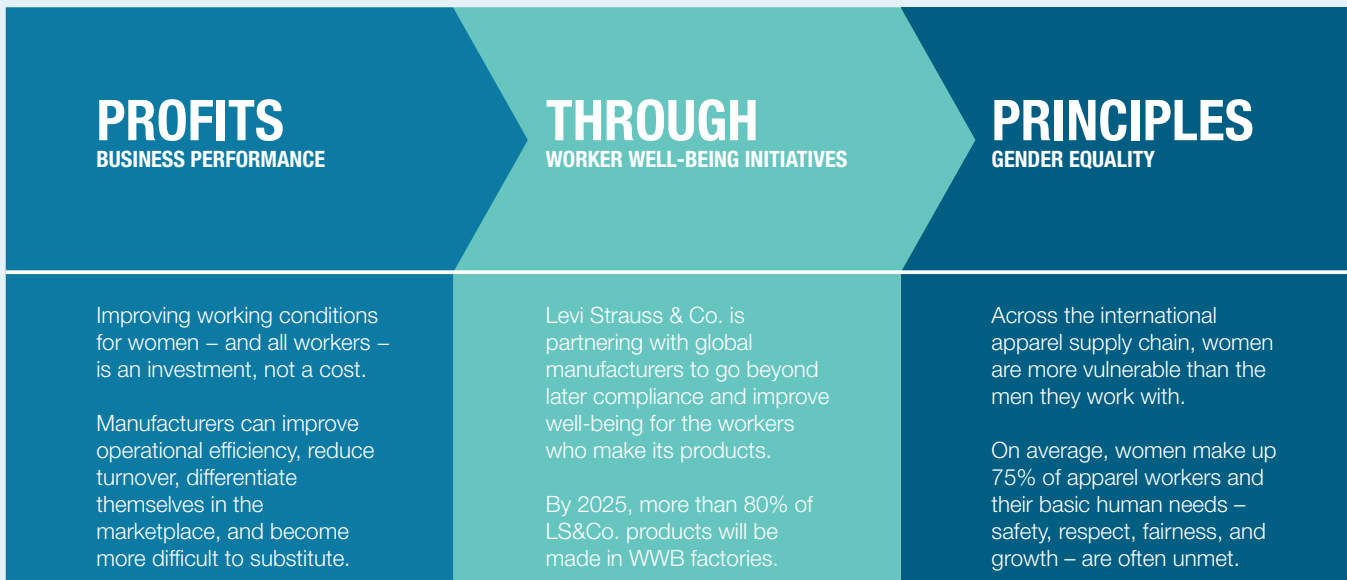 PROFITS
BUSINESS PERFORMANCE
Improving working conditions
for women – and all workers –
is an investment, not a cost.
Manufacturers can improve
operational efficiency, reduce
turnover, differentiate
themselves in the
marketplace, and become
more difficult to substitute.
THROUGH
WORKER WELL-BEING INITIATIVES
Levi Strauss & Co. is
partnering with global
manufacturers to go beyond
later compliance and improve
well-being for the workers
who make its products.
By 2025, more than 80% of
LS&Co. products will be
made in WWB factories.
PRINCIPLES
GENDER EQUALITY
Across the international
apparel supply chain, women
are more vulnerable than the
men they work with.
On average, women make up
75% of apparel workers and
their basic human needs –
safety, respect, fairness, and
growth – are often unmet.